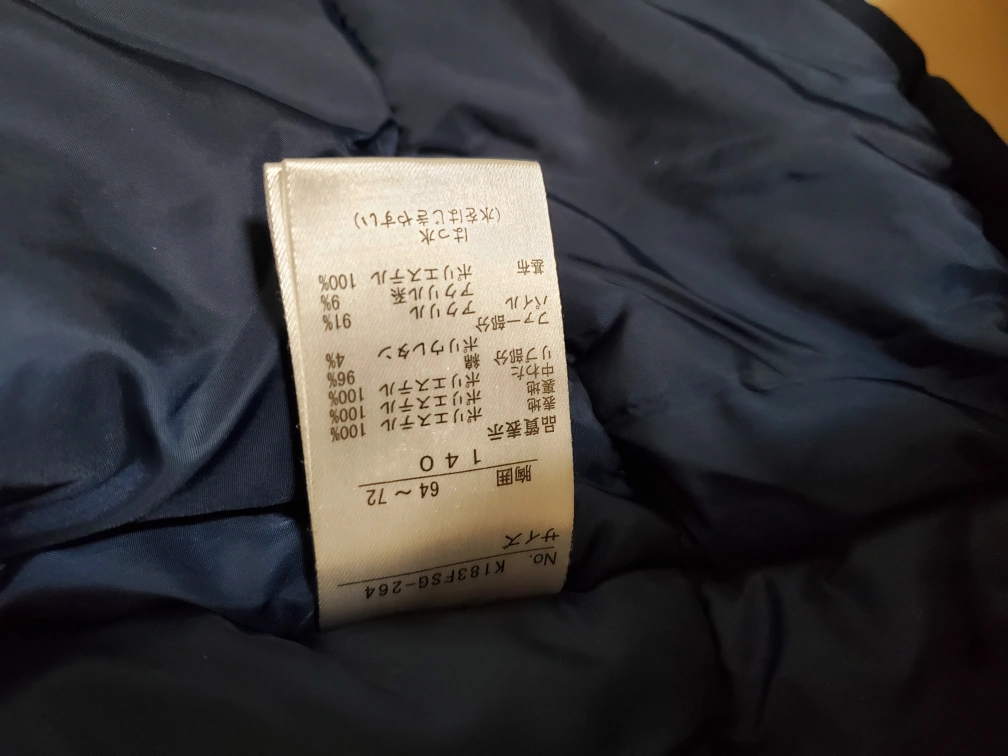 No. K183FSG-264
サイズ
胸囲 64～72
140
品質表示
表地 ポリエステル 100%
裏地 ポリエステル 100%
中わた ポリエステル 100%
リブ部分 綿 96%
ポリウレタン 4%
ファー部分
パイル アクリル 91%
アクリル系 9%
基布 ポリエステル 100%
はっ水
(水をはじきやすい)